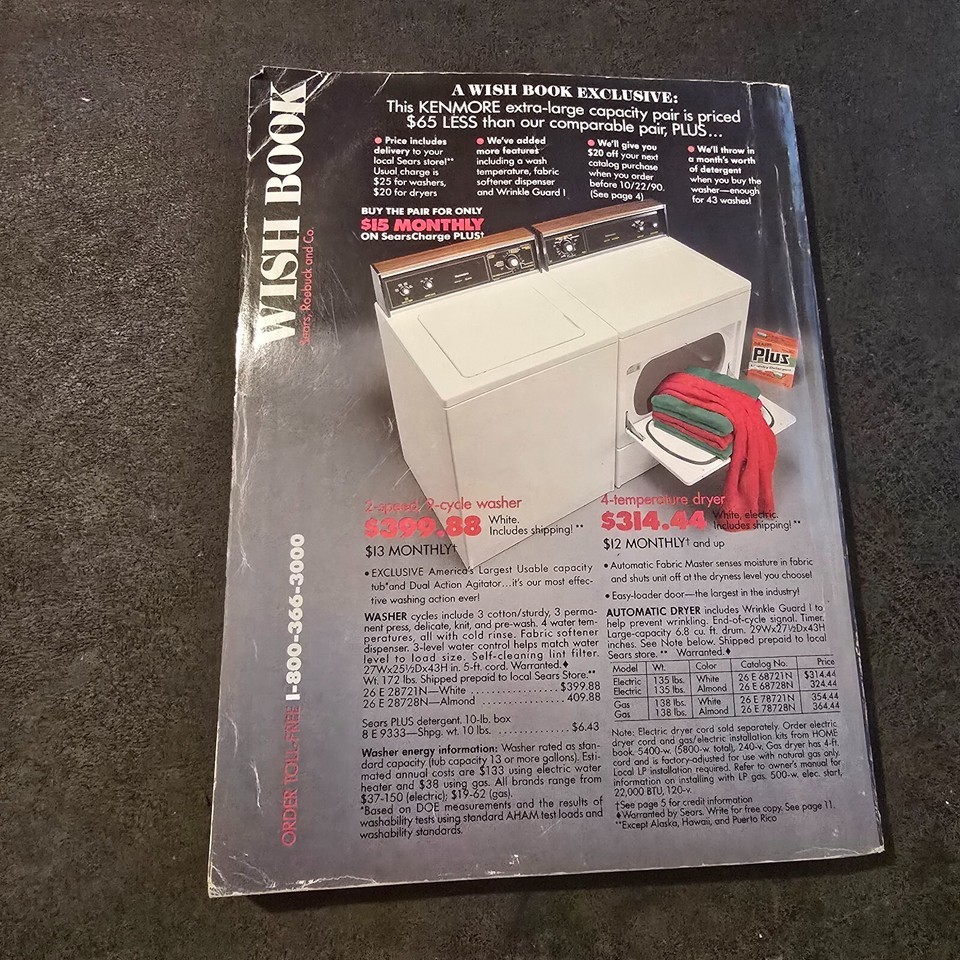 WISH BOOK
Sears, Roebuck and Co.
ORDER TOLL-FREE 1-800-366-3000
A WISH BOOK EXCLUSIVE:
This KENMORE extra-large capacity pair is priced
$65 LESS than our comparable pair, PLUS...
● Price includes
delivery to your
local Sears store!**
Usual charge is
$25 for washers,
$20 for dryers
● We've added
more features
including a wash
temperature, fabric
softener dispenser
and Wrinkle Guard I
● We'll give you
$20 off your next
catalog purchase
when you order
before 10/22/90.
(See page 4)
● We'll throw in
a month's worth
of detergent
when you buy the
washer—enough
for 43 washes!
BUY THE PAIR FOR ONLY
$15 MONTHLY
ON SearsCharge PLUS†
Plus
2-speed, 9-cycle washer
$399.88 White.
Includes shipping!**
$13 MONTHLY†
• EXCLUSIVE America's Largest Usable capacity
tub* and Dual Action Agitator...it's our most effec-
tive washing action ever!
WASHER cycles include 3 cotton/sturdy, 3 perma-
nent press, delicate, knit, and pre-wash. 4 water tem-
peratures, all with cold rinse. Fabric softener
dispenser. 3-level water control helps match water
level to load size. Self-cleaning lint filter.
27Wx25½Dx43H in. 5-ft. cord. Warranted.♦
Wt. 172 lbs. Shipped prepaid to local Sears Store.**
26 E 28721N—White ................ $399.88
26 E 28728N—Almond ............... 409.88
Sears PLUS detergent. 10-lb. box
8 E 9333—Shpg. wt. 10 lbs. ............ $6.43
Washer energy information: Washer rated as stan-
dard capacity (tub capacity 13 or more gallons). Esti-
mated annual costs are $133 using electric water
heater and $38 using gas. All brands range from
$37-150 (electric); $19-62 (gas).
*Based on DOE measurements and the results of
washability tests using standard AHAM test loads and
washability standards.
4-temperature dryer
$314.44 White, electric.
Includes shipping!**
$12 MONTHLY† and up
• Automatic Fabric Master senses moisture in fabric
and shuts unit off at the dryness level you choose!
• Easy-loader door—the largest in the industry!
AUTOMATIC DRYER includes Wrinkle Guard I to
help prevent wrinkling. End-of-cycle signal. Timer.
Large-capacity 6.8 cu. ft. drum. 29Wx27½Dx43H
inches. See Note below. Shipped prepaid to local
Sears store.** Warranted.♦
Model Wt. Color Catalog No. Price
Electric 135 lbs. White 26 E 68721N $314.44
Electric 135 lbs. Almond 26 E 68728N 324.44
Gas 138 lbs. White 26 E 78721N 354.44
Gas 138 lbs. Almond 26 E 78728N 364.44
Note: Electric dryer cord sold separately. Order electric
dryer cord and gas/electric installation kits from HOME
book. 5400-w. (5800-w. total), 240-v. Gas dryer has 4-ft.
cord and is factory-adjusted for use with natural gas only.
Local LP installation required. Refer to owner's manual for
information on installing with LP gas. 500-w. elec. start,
22,000 BTU, 120-v.
†See page 5 for credit information
♦Warranted by Sears. Write for free copy. See page 11.
**Except Alaska, Hawaii, and Puerto Rico